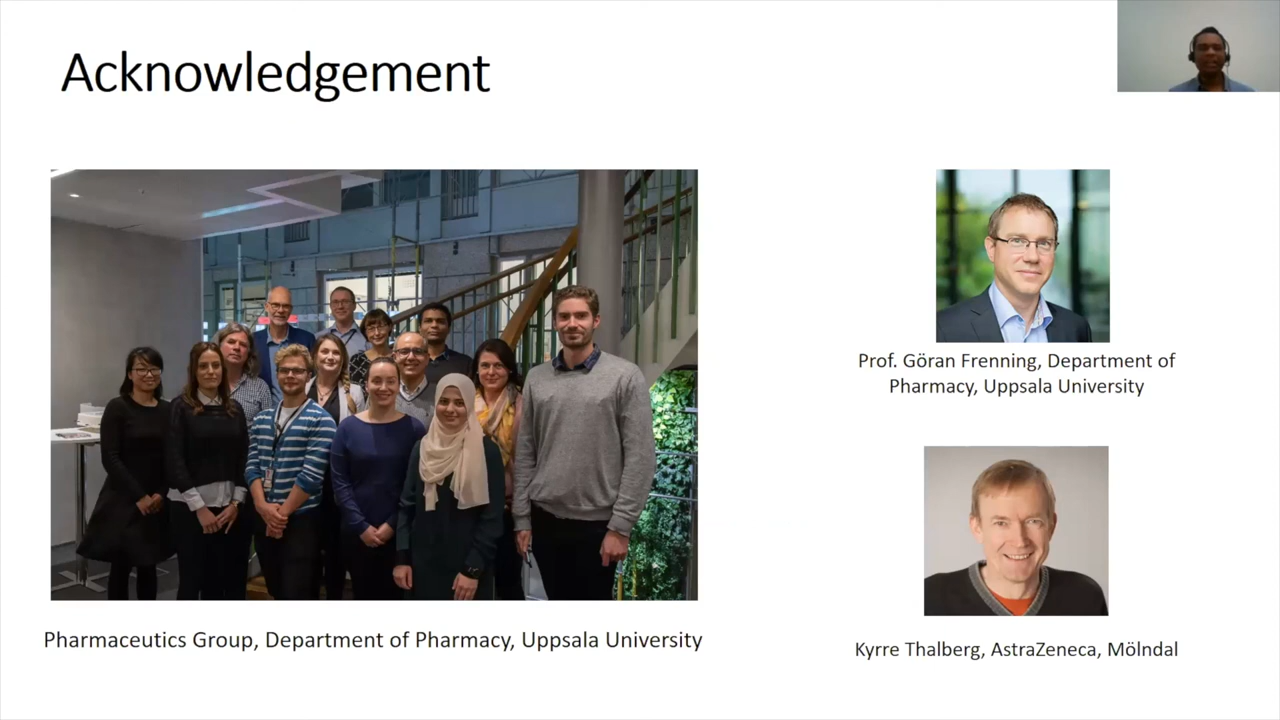 Acknowledgement
Pharmaceutics Group, Department of Pharmacy, Uppsala University
Prof. Göran Frenning, Department of
Pharmacy, Uppsala University
Kyrre Thalberg, AstraZeneca, Mölndal